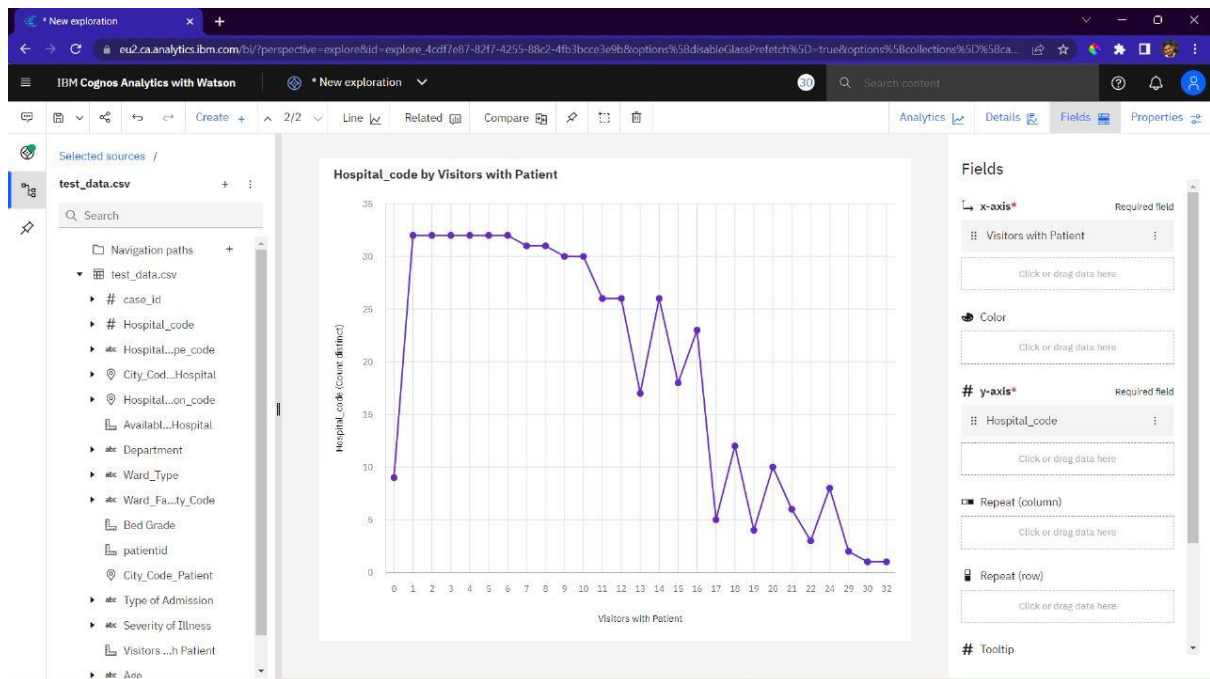 * New exploration
eu2.ca.analytics.ibm.com/bi/?perspective=explore&id=explore_4cdf7e87-82f7-4255-88c2-4fb3bcce3e9b&options%5BdisableGlassPrefetch%5D=true&options%5Bcollections%5D%5Bca...
IBM Cognos Analytics with Watson
* New exploration
30
Search content
Create +
2/2
Line
Related
Compare
Analytics
Details
Fields
Properties
Selected sources /
test_data.csv
Search
Navigation paths
test_data.csv
# case_id
# Hospital_code
abc Hospital...pe_code
City_Cod...Hospital
Hospital...on_code
Availabl...Hospital
abc Department
abc Ward_Type
abc Ward_Fa...ty_Code
Bed Grade
patientid
City_Code_Patient
abc Type of Admission
abc Severity of Illness
Visitors ...h Patient
abc Age
Hospital_code by Visitors with Patient
Hospital_code (Count distinct)
35
30
25
20
15
10
5
0
0 1 2 3 4 5 6 7 8 9 10 11 12 13 14 15 16 17 18 19 20 21 22 24 29 30 32
Visitors with Patient
Fields
x-axis* Required field
Visitors with Patient
Click or drag data here
Color
Click or drag data here
# y-axis* Required field
Hospital_code
Click or drag data here
Repeat (column)
Click or drag data here
Repeat (row)
Click or drag data here
# Tooltip